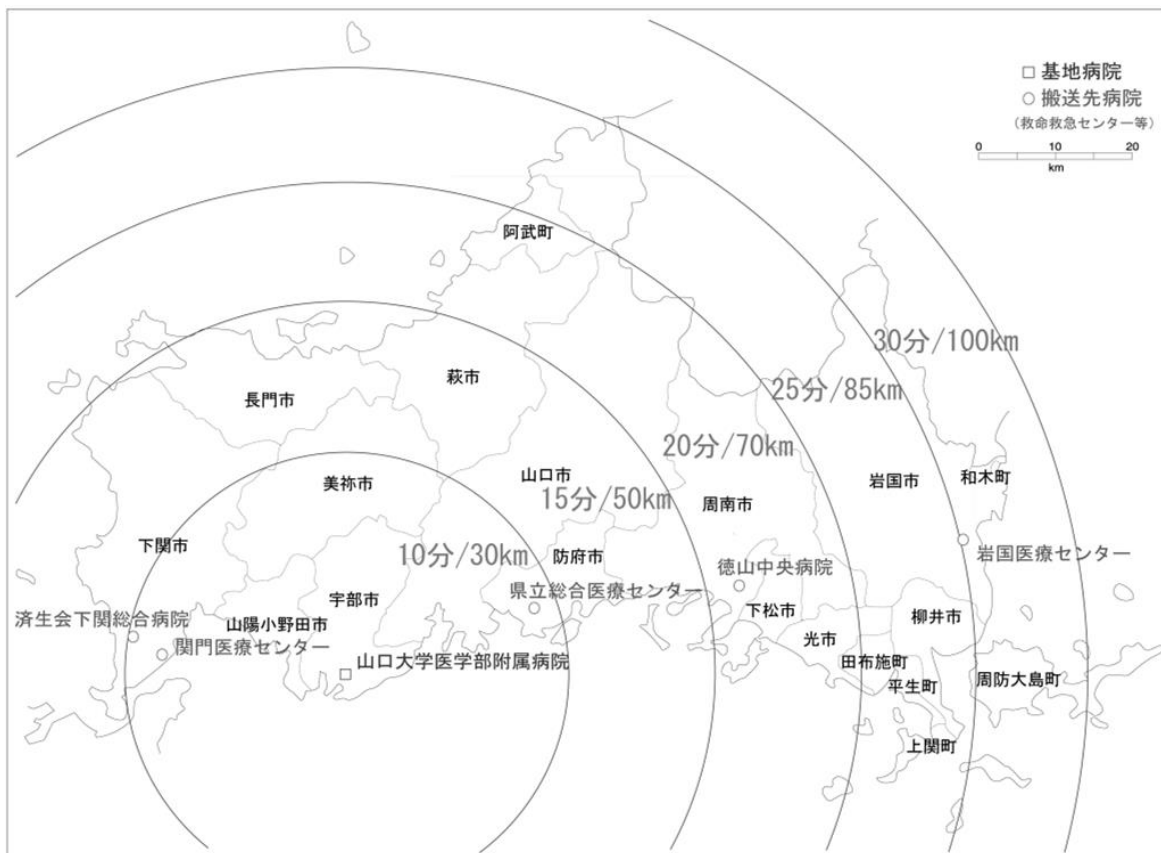 □ 基地病院
○ 搬送先病院
(救命救急センター等)
0 10 20
km
阿武町
30分/100km
萩市
25分/85km
長門市
20分/70km
山口市
美祢市
岩国市
和木町
15分/50km
周南市
下関市
10分/30km
防府市
岩国医療センター
徳山中央病院
県立総合医療センター
宇部市
下松市
柳井市
済生会下関総合病院
山陽小野田市
光市
関門医療センター
山口大学医学部附属病院
田布施町
平生町
周防大島町
上関町